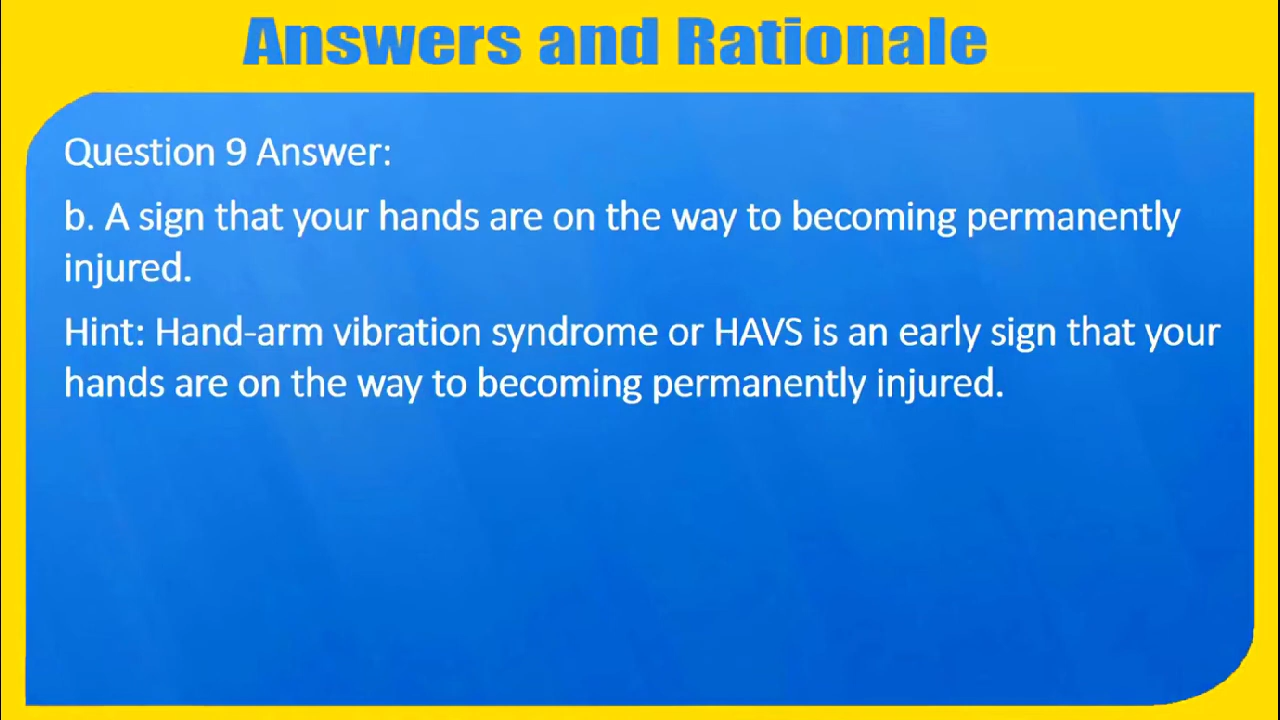 Answers and Rationale
Question 9 Answer:
b. A sign that your hands are on the way to becoming permanently
injured.
Hint: Hand-arm vibration syndrome or HAVS is an early sign that your
hands are on the way to becoming permanently injured.